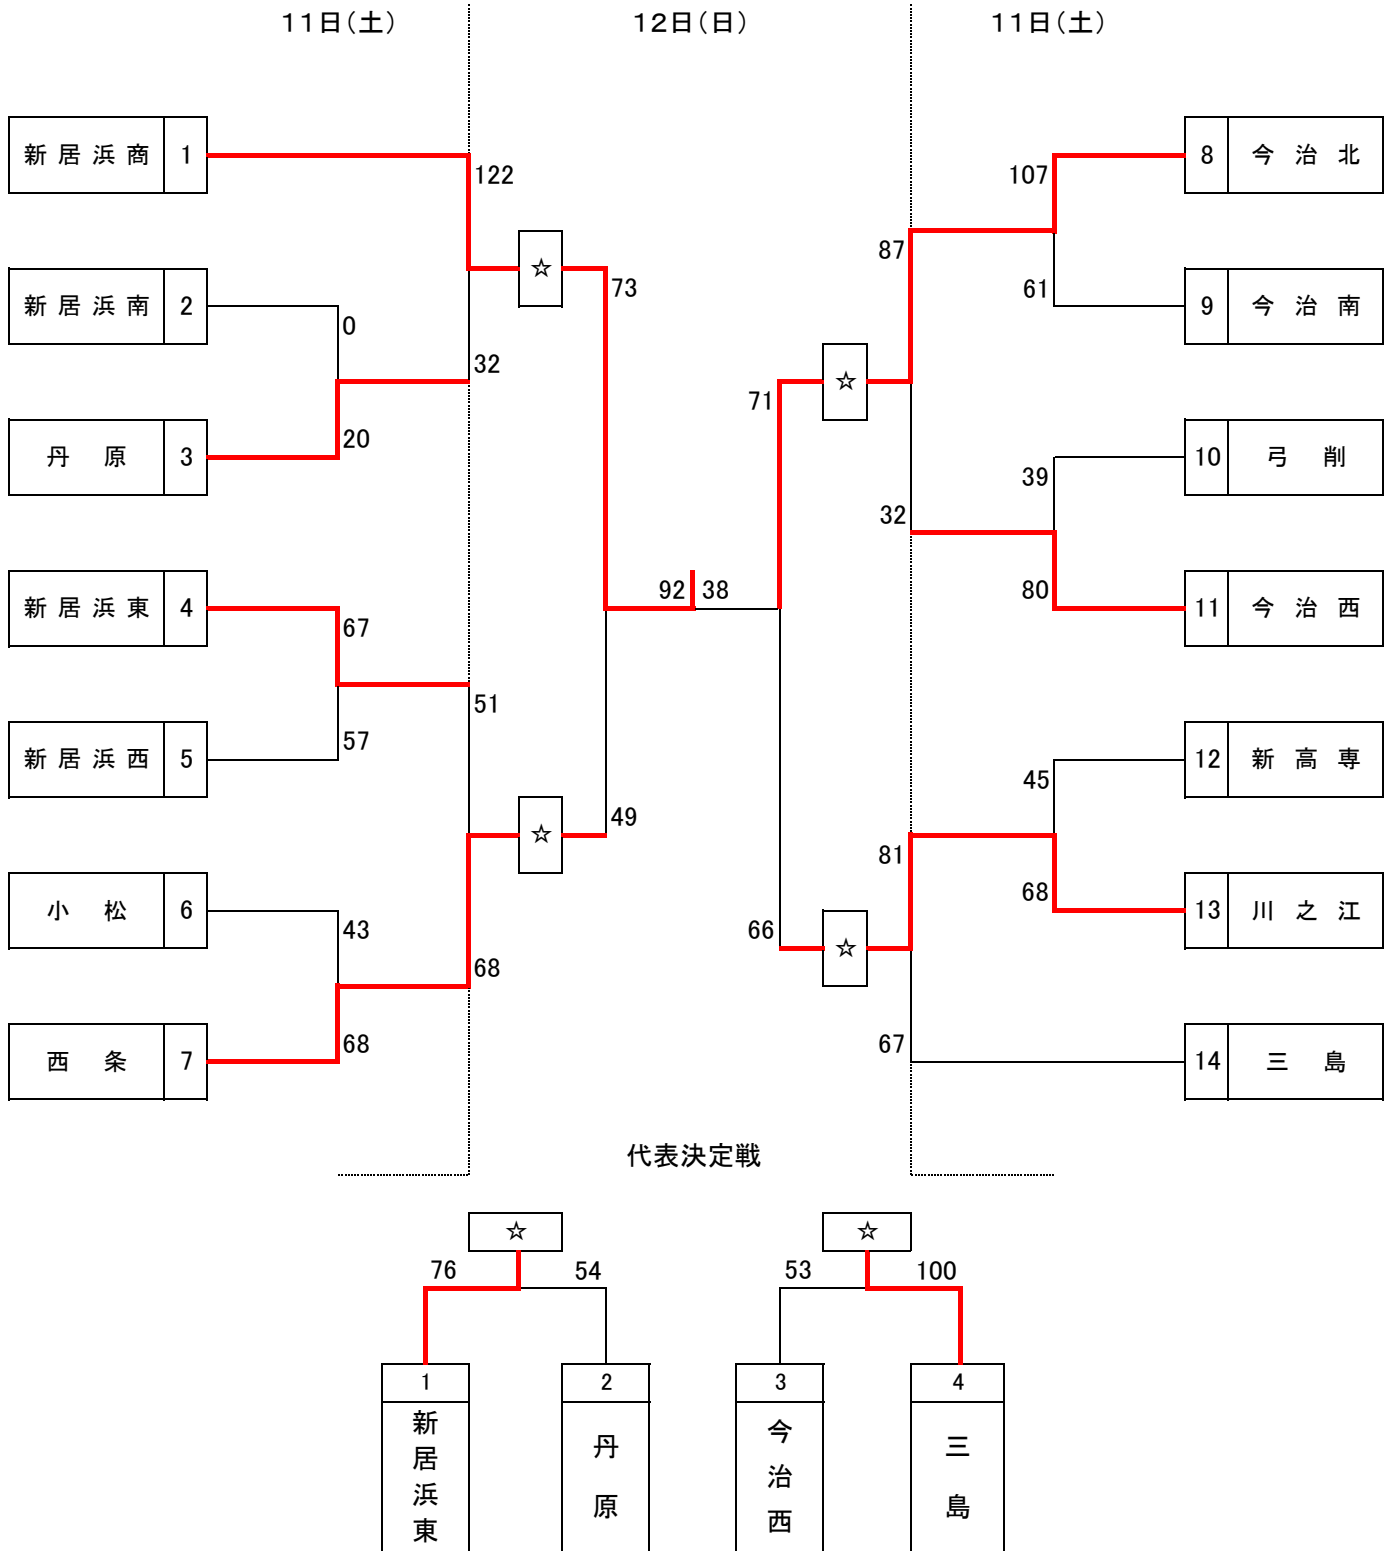 11日(土) 12日(日) 11日(土)
新居浜商 1 122 107 8 今治北
87
☆ 73
新居浜南 2 0 61 9 今治南
32 ☆ 71
丹原 3 20 39 10 弓削
32
92 38 80
新居浜東 4 67 11 今治西
51
新居浜西 5 57 45 12 新高専
☆ 49
81 68
小松 6 43 66 ☆ 13 川之江
68
西条 7 68 67 14 三島
代表決定戦
☆ ☆
76 54 53 100
1 2 3 4
新居浜東
丹原
今治西
三島